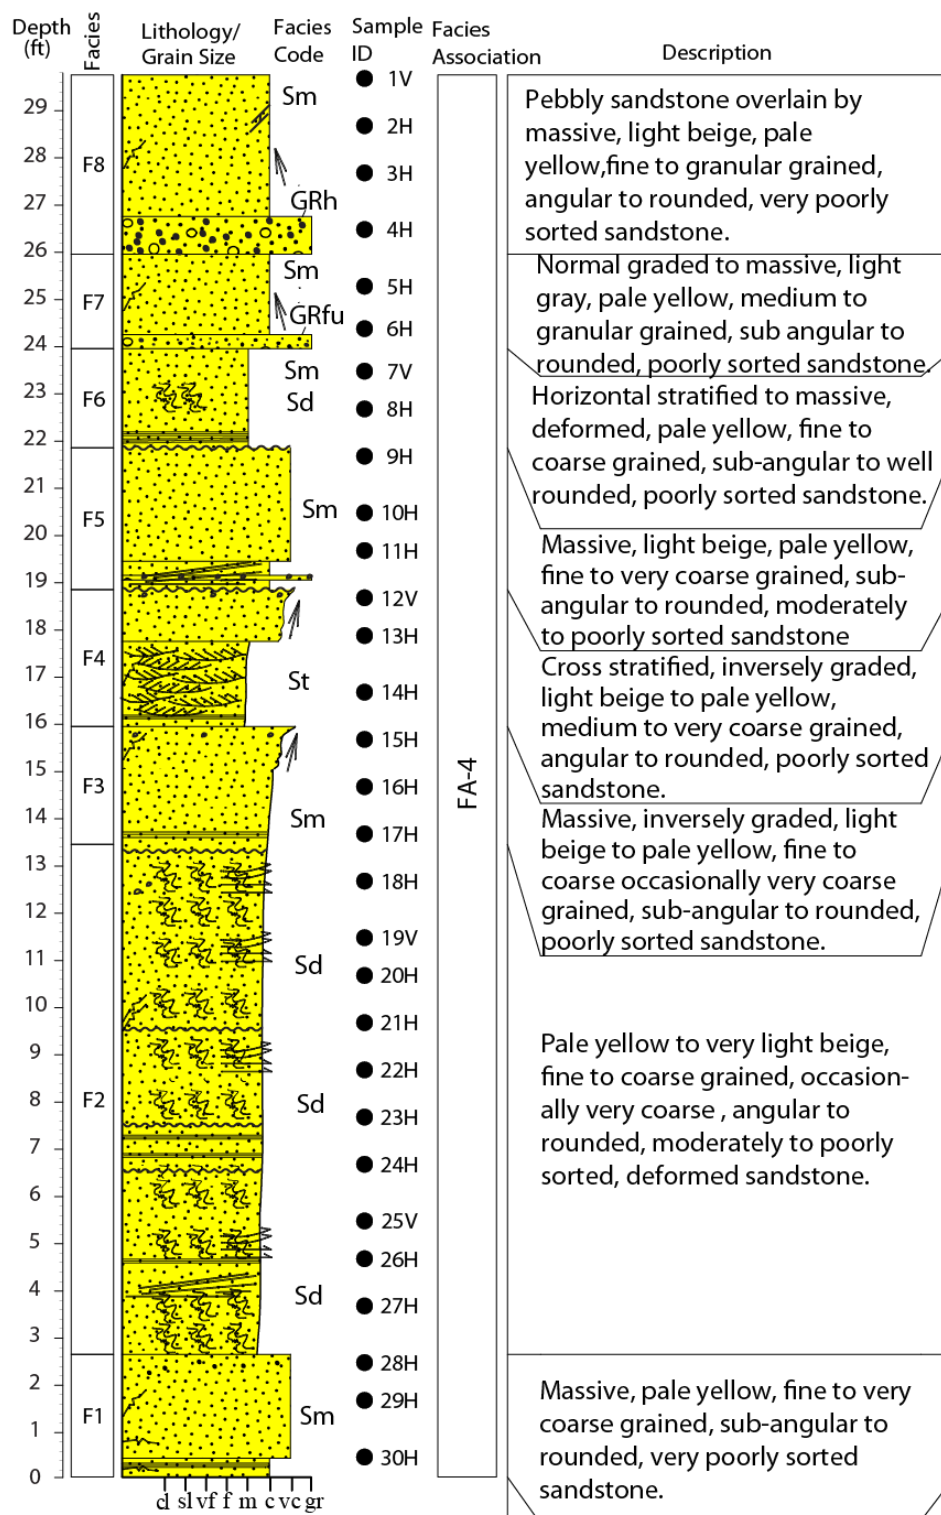 Depth (ft)
Facies
Lithology/ Grain Size
Facies Code
Sample ID
Facies Association
Description
29
28
27
26
25
24
23
22
21
20
19
18
17
16
15
14
13
12
11
10
9
8
7
6
5
4
3
2
1
0
F8
F7
F6
F5
F4
F3
F2
F1
Sm
GRh
Sm
GRfu
Sm
Sd
Sm
St
Sm
Sd
Sd
Sd
Sm
1V
2H
3H
4H
5H
6H
7V
8H
9H
10H
11H
12V
13H
14H
15H
16H
17H
18H
19V
20H
21H
22H
23H
24H
25V
26H
27H
28H
29H
30H
FA-4
Pebbly sandstone overlain by
massive, light beige, pale
yellow,fine to granular grained,
angular to rounded, very poorly
sorted sandstone.
Normal graded to massive, light
gray, pale yellow, medium to
granular grained, sub angular to
rounded, poorly sorted sandstone.
Horizontal stratified to massive,
deformed, pale yellow, fine to
coarse grained, sub-angular to well
rounded, poorly sorted sandstone.
Massive, light beige, pale yellow,
fine to very coarse grained, sub-
angular to rounded, moderately
to poorly sorted sandstone
Cross stratified, inversely graded,
light beige to pale yellow,
medium to very coarse grained,
angular to rounded, poorly sorted
sandstone.
Massive, inversely graded, light
beige to pale yellow, fine to
coarse occasionally very coarse
grained, sub-angular to rounded,
poorly sorted sandstone.
Pale yellow to very light beige,
fine to coarse grained, occasion-
ally very coarse , angular to
rounded, moderately to poorly
sorted, deformed sandstone.
Massive, pale yellow, fine to very
coarse grained, sub-angular to
rounded, very poorly sorted
sandstone.
cl sl vf f m c vc gr